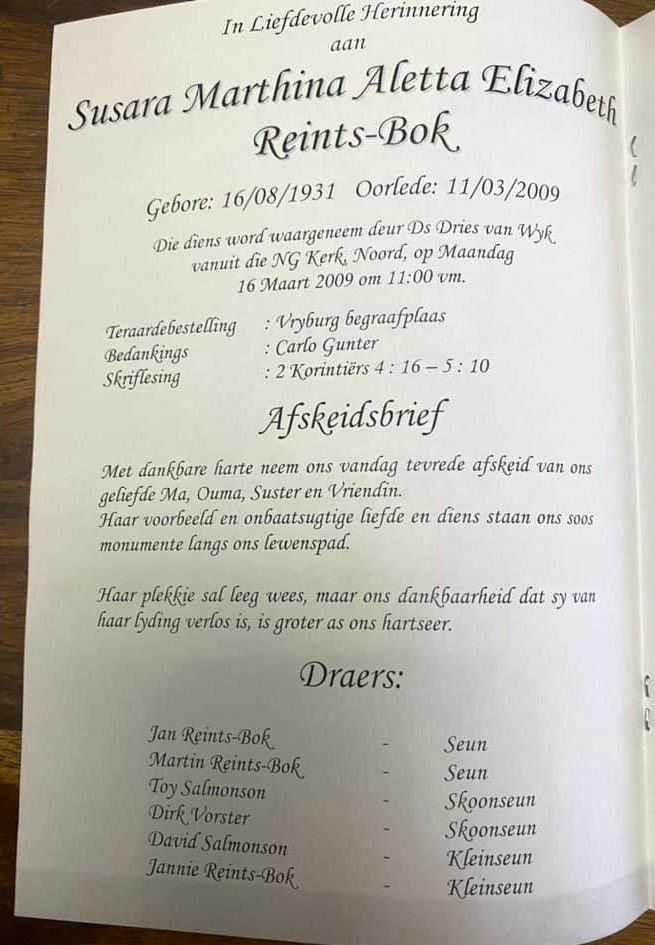 In Liefdevolle Herinnering
aan
Susara Marthina Aletta Elizabeth
Reints-Bok
Gebore: 16/08/1931 Oorlede: 11/03/2009
Die diens word waargeneem deur Ds Dries van Wyk
vanuit die NG Kerk, Noord, op Maandag
16 Maart 2009 om 11:00 vm.
Teraardebestelling : Vryburg begraafplaas
Bedankings : Carlo Gunter
Skriflesing : 2 Korintiërs 4 : 16 – 5 : 10
Afskeidsbrief
Met dankbare harte neem ons vandag tevrede afskeid van ons
geliefde Ma, Ouma, Suster en Vriendin.
Haar voorbeeld en onbaatsugtige liefde en diens staan ons soos
monumente langs ons lewenspad.
Haar plekkie sal leeg wees, maar ons dankbaarheid dat sy van
haar lyding verlos is, is groter as ons hartseer.
Draers:
Jan Reints-Bok - Seun
Martin Reints-Bok - Seun
Toy Salmonson - Skoonseun
Dirk Vorster - Skoonseun
David Salmonson - Kleinseun
Jannie Reints-Bok - Kleinseun